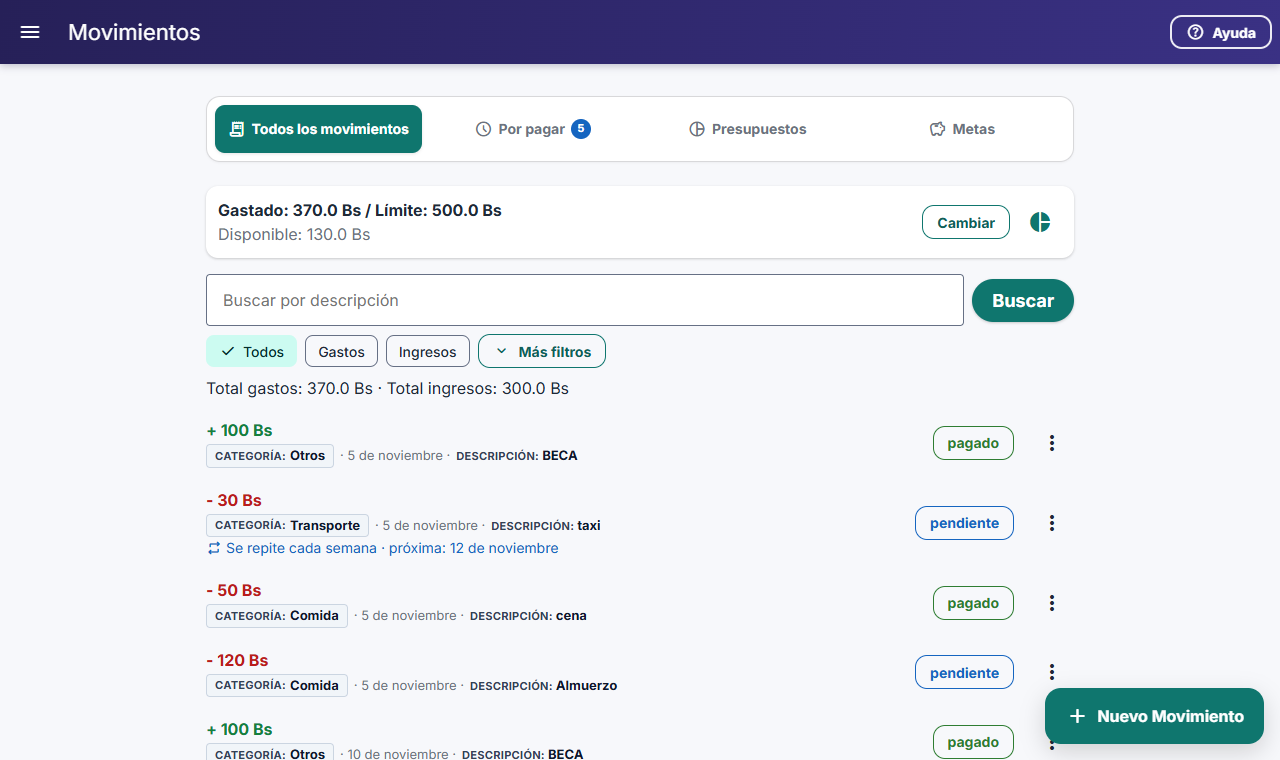 Movimientos
Ayuda
Todos los movimientos
Por pagar 5
Presupuestos
Metas
Gastado: 370.0 Bs / Límite: 500.0 Bs
Disponible: 130.0 Bs
Cambiar
Buscar por descripción
Buscar
Todos
Gastos
Ingresos
Más filtros
Total gastos: 370.0 Bs · Total ingresos: 300.0 Bs
+ 100 Bs
CATEGORÍA: Otros · 5 de noviembre · DESCRIPCIÓN: BECA
pagado
- 30 Bs
CATEGORÍA: Transporte · 5 de noviembre · DESCRIPCIÓN: taxi
Se repite cada semana · próxima: 12 de noviembre
pendiente
- 50 Bs
CATEGORÍA: Comida · 5 de noviembre · DESCRIPCIÓN: cena
pagado
- 120 Bs
CATEGORÍA: Comida · 5 de noviembre · DESCRIPCIÓN: Almuerzo
pendiente
+ 100 Bs
CATEGORÍA: Otros · 10 de noviembre · DESCRIPCIÓN: BECA
pagado
+ Nuevo Movimiento